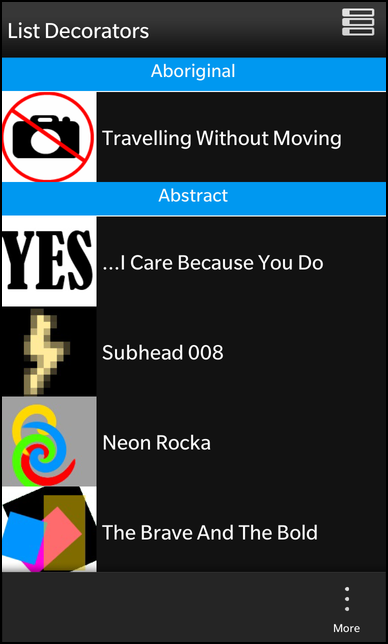 List Decorators
Aboriginal
Travelling Without Moving
Abstract
YES
...I Care Because You Do
Subhead 008
Neon Rocka
The Brave And The Bold
More